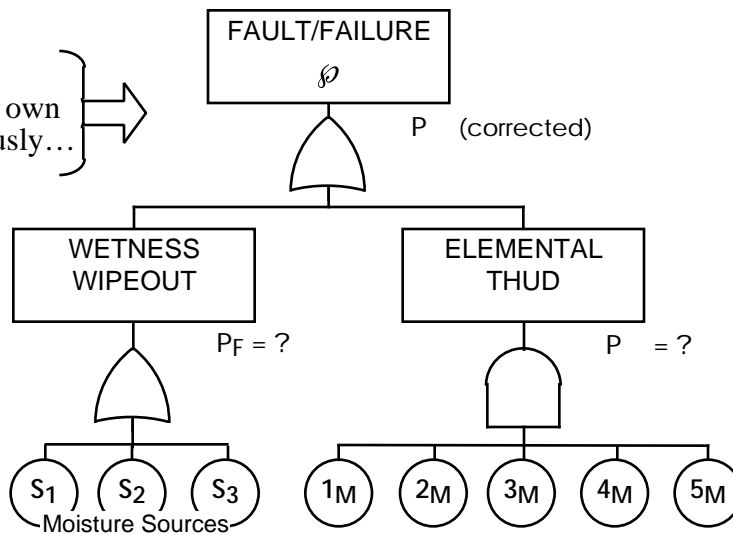 FAULT/FAILURE
℘
own
usly…
P (corrected)
WETNESS
WIPEOUT
ELEMENTAL
THUD
PF = ?
P = ?
S1 S2 S3
1M 2M 3M 4M 5M
Moisture Sources